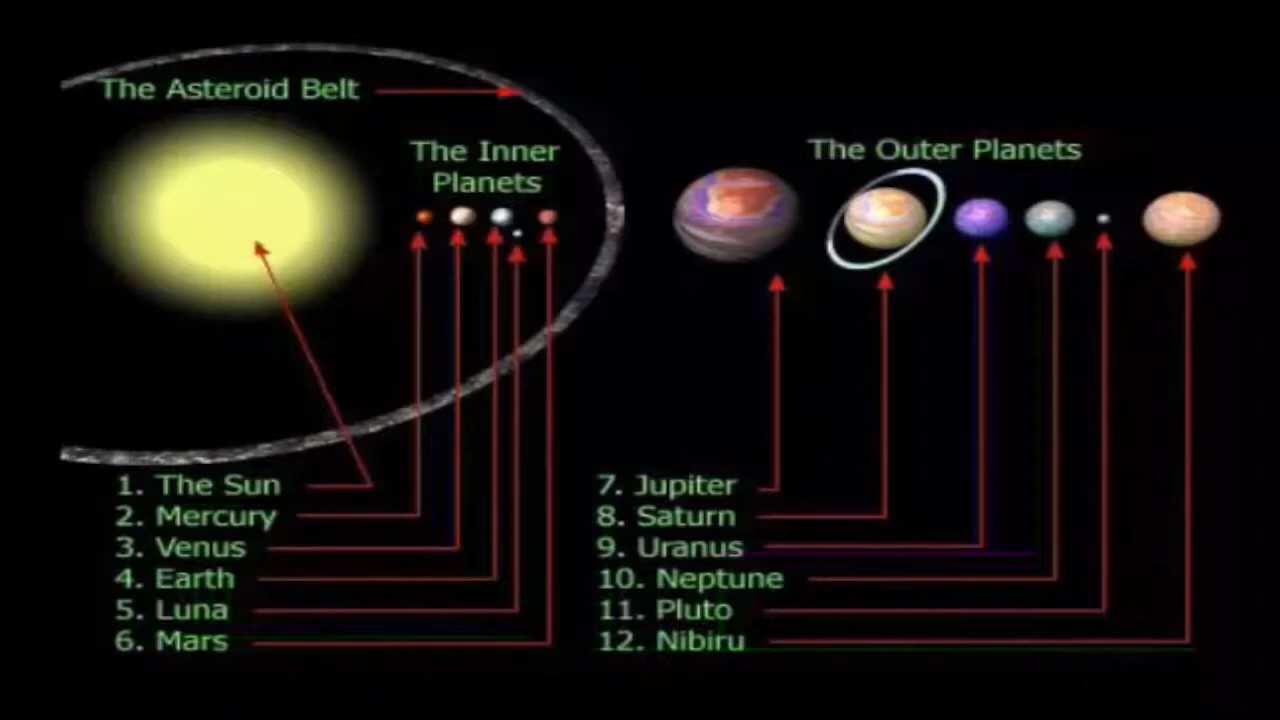 The Asteroid Belt
The Inner
Planets
The Outer Planets
1. The Sun
2. Mercury
3. Venus
4. Earth
5. Luna
6. Mars
7. Jupiter
8. Saturn
9. Uranus
10. Neptune
11. Pluto
12. Nibiru